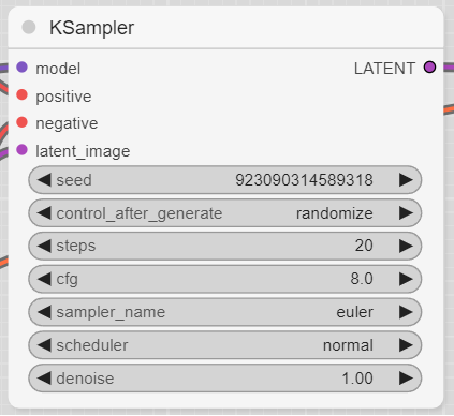 KSampler
model LATENT
positive
negative
latent_image
seed 923090314589318
control_after_generate randomize
steps 20
cfg 8.0
sampler_name euler
scheduler normal
denoise 1.00